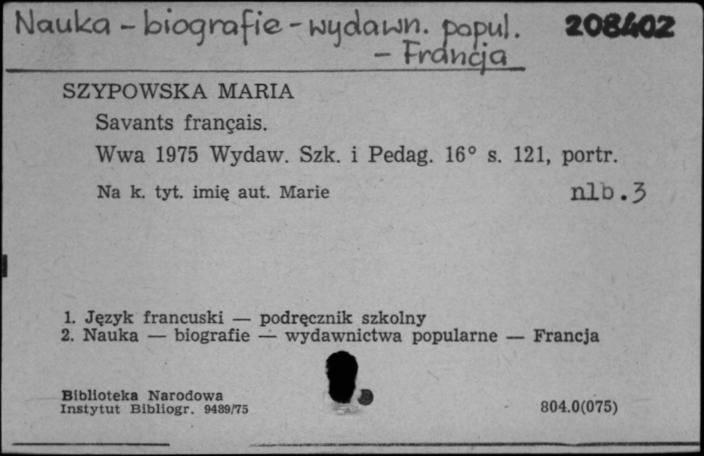 Nauka – biografie – wydawn. popul. 208402
– Francja
SZYPOWSKA MARIA
Savants français.
Wwa 1975 Wydaw. Szk. i Pedag. 16° s. 121, portr.
Na k. tyt. imię aut. Marie nlb.3
1. Język francuski — podręcznik szkolny
2. Nauka — biografie — wydawnictwa popularne — Francja
Biblioteka Narodowa
Instytut Bibliogr. 9489/75 804.0(075)